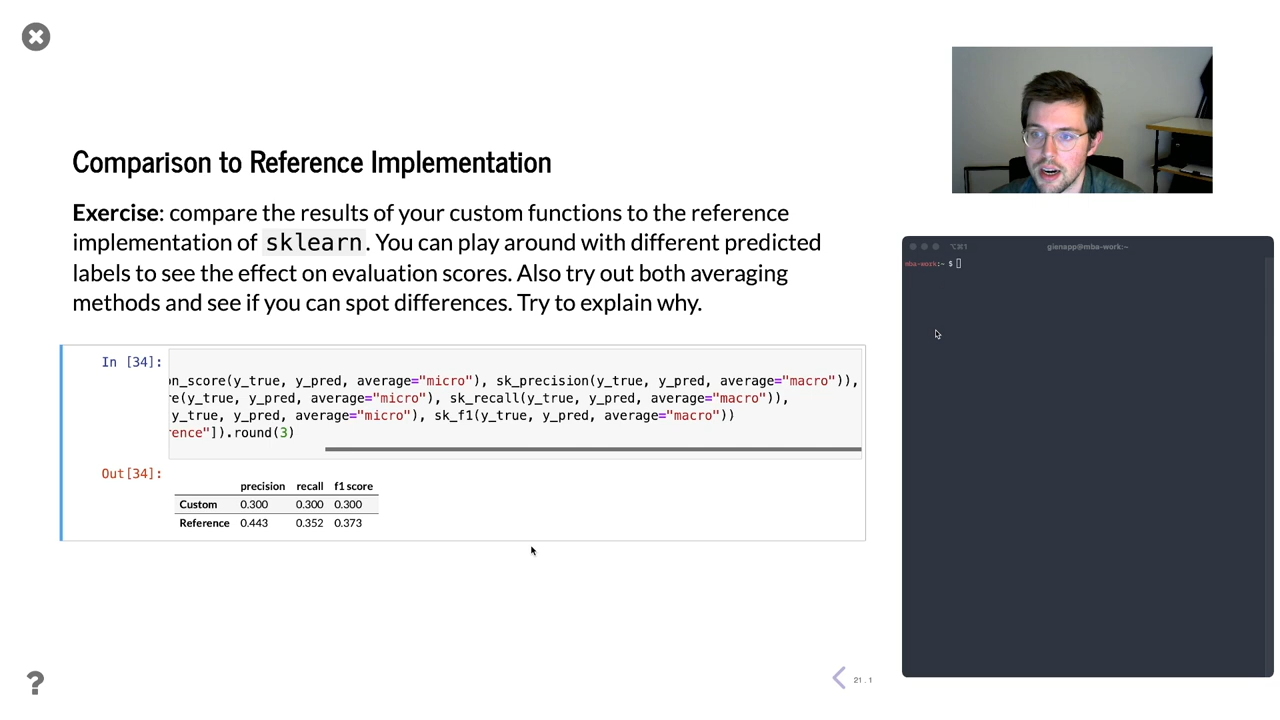 Comparison to Reference Implementation
Exercise: compare the results of your custom functions to the reference
implementation of sklearn. You can play around with different predicted
labels to see the effect on evaluation scores. Also try out both averaging
methods and see if you can spot differences. Try to explain why.
In [34]:
on_score(y_true, y_pred, average="micro"), sk_precision(y_true, y_pred, average="macro")),
re(y_true, y_pred, average="micro"), sk_recall(y_true, y_pred, average="macro")),
(y_true, y_pred, average="micro"), sk_f1(y_true, y_pred, average="macro"))
rence"]).round(3)
Out[34]:
precision recall f1 score
Custom 0.300 0.300 0.300
Reference 0.443 0.352 0.373
?
21.1
⌥⌘1 gienapp@mba-work:~
mba-work:~ $